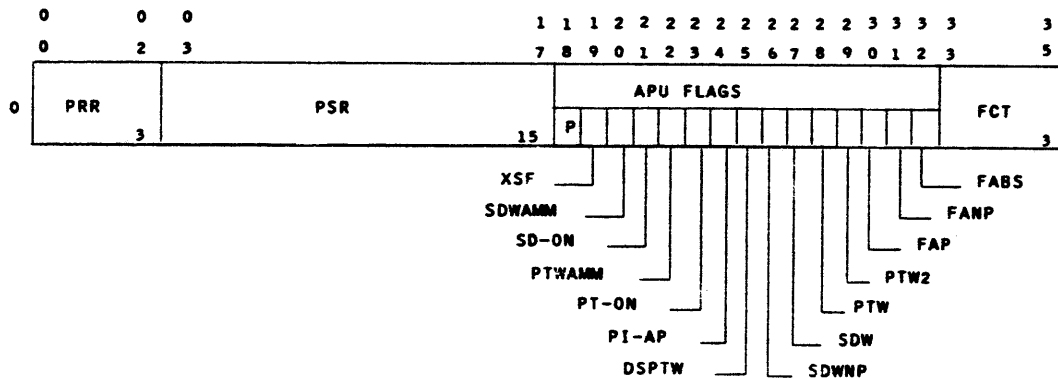 0 0 0 1 1 1 2 2 2 2 2 2 2 2 2 2 3 3 3 3 3
0 2 3 7 8 9 0 1 2 3 4 5 6 7 8 9 0 1 2 3 5
APU FLAGS
0 PRR PSR FCT
3 15 P 3
XSF FABS
SDWAMM FANP
SD-ON FAP
PTWAMM PTW2
PT-ON PTW
PI-AP SDW
DSPTW SDWNP